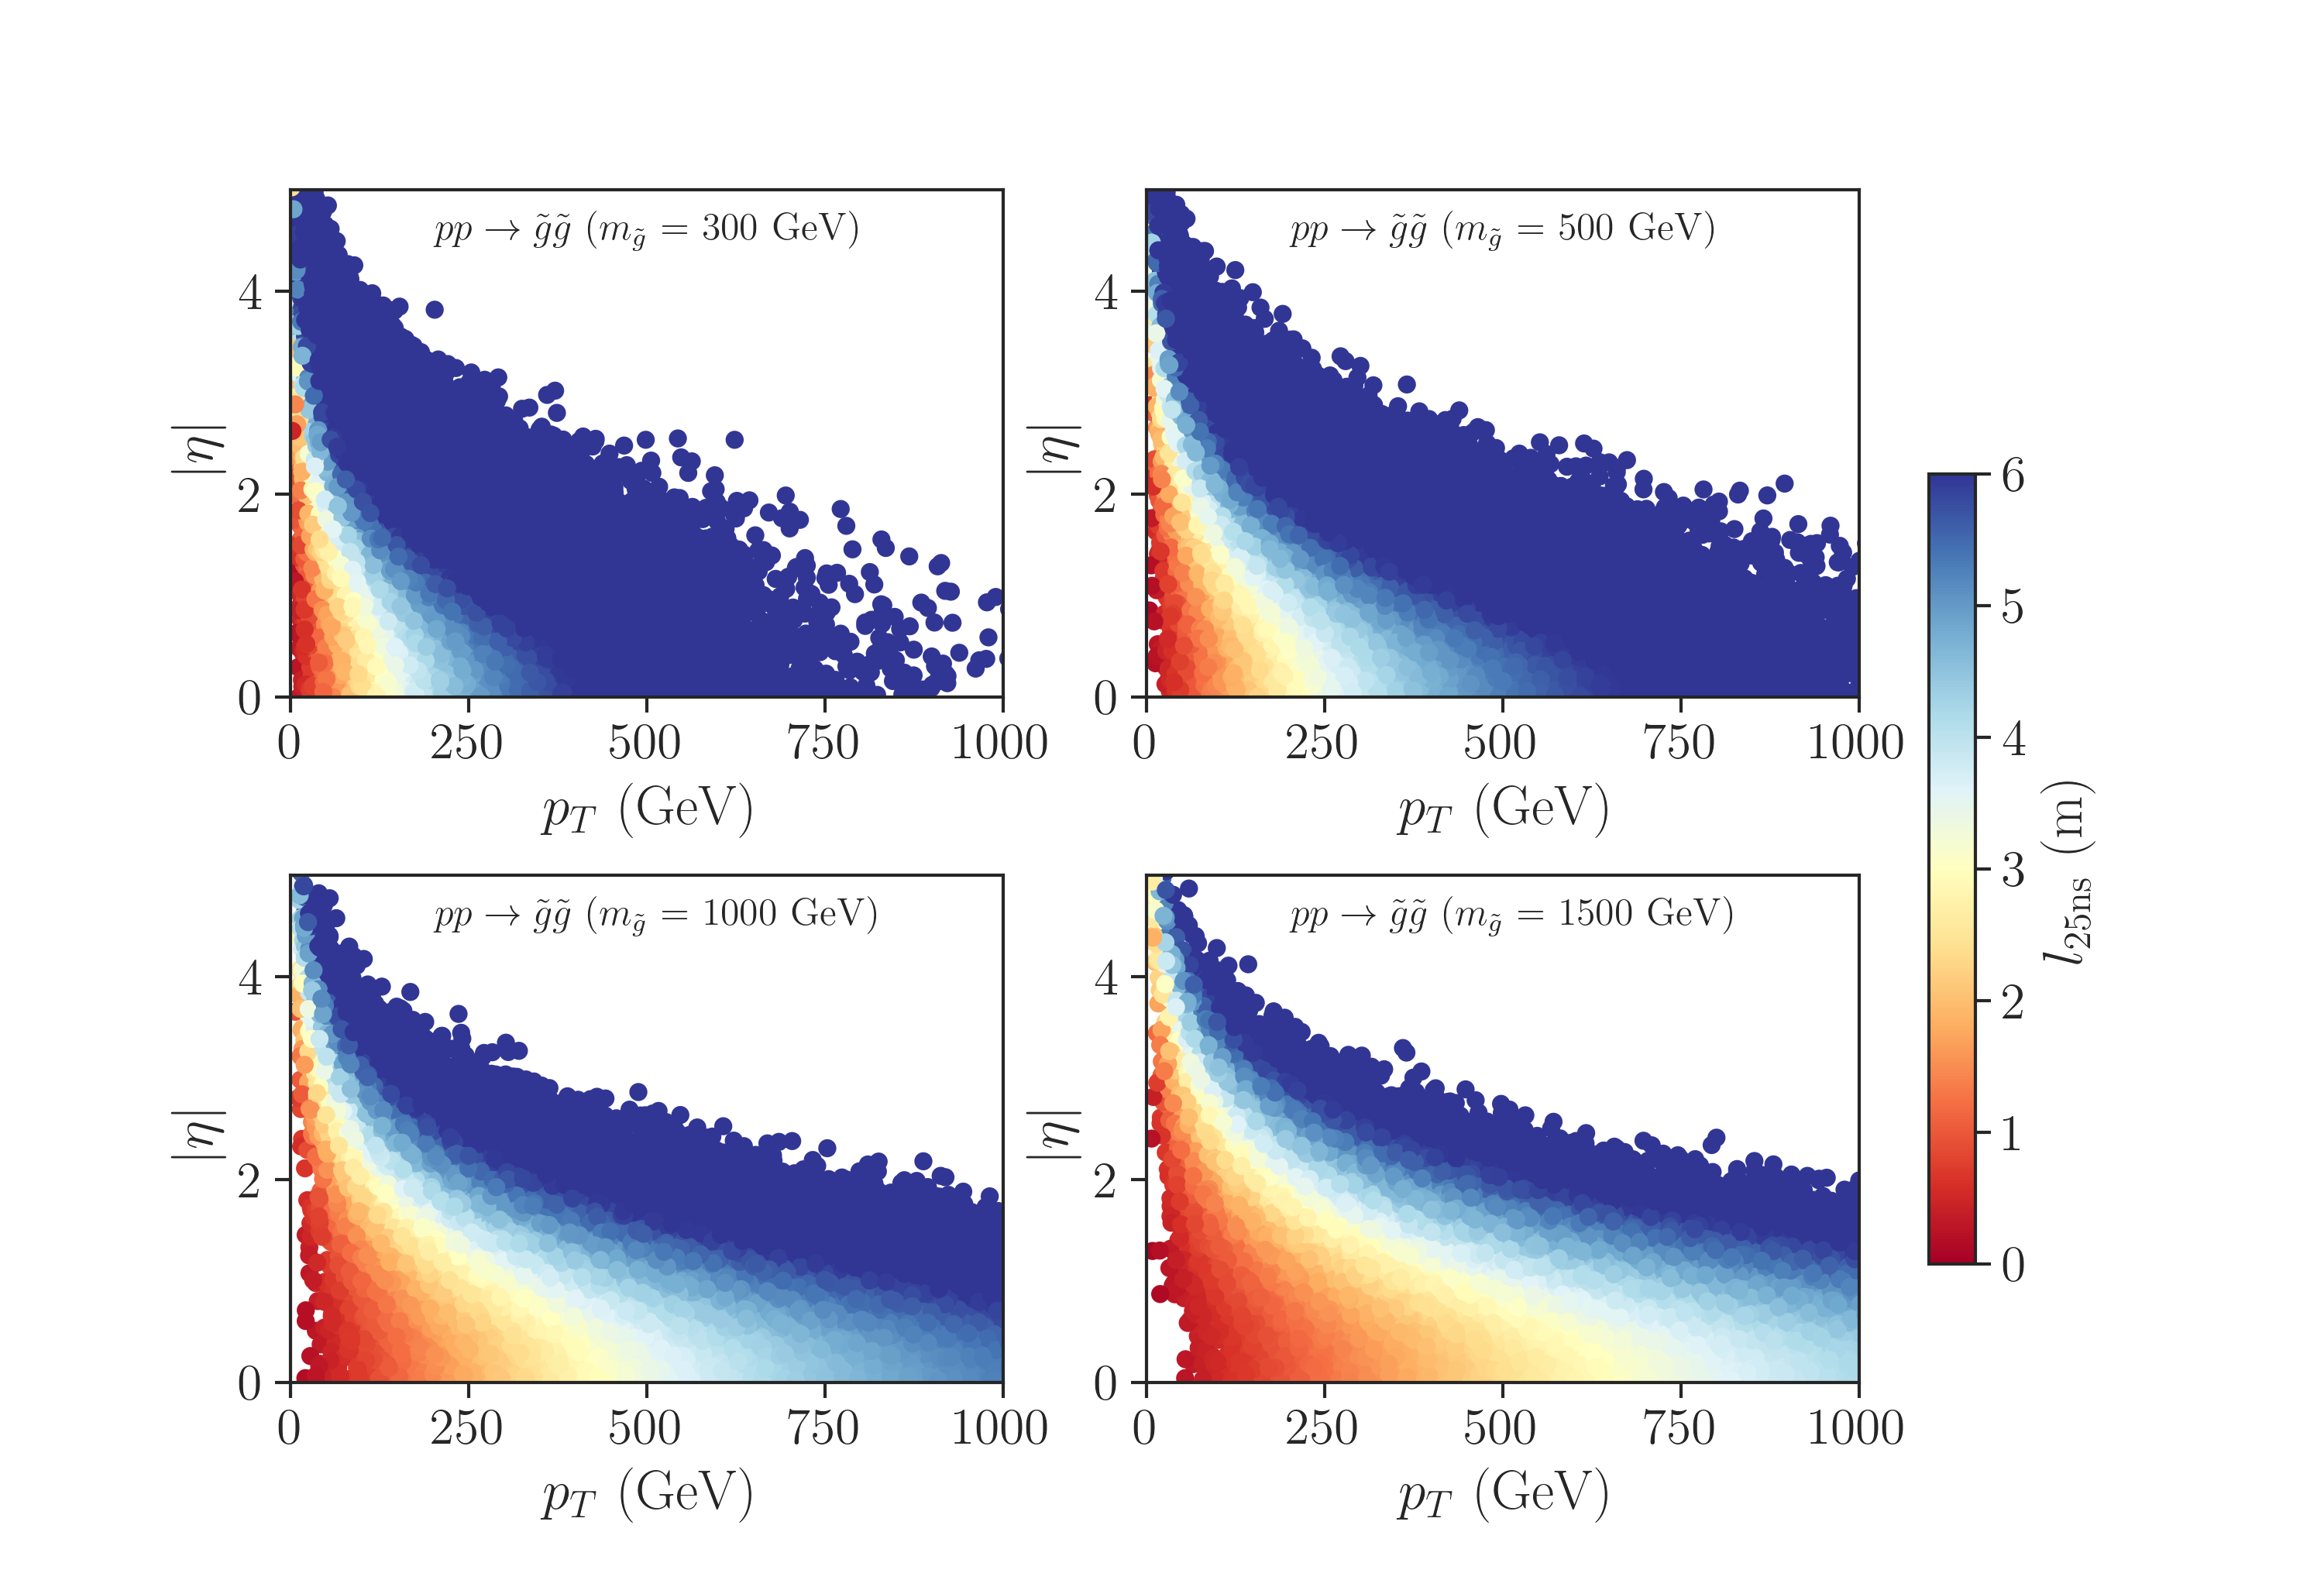 pp → g̃g̃ (m_g̃ = 300 GeV)
|η|
4
2
0
0 250 500 750 1000
p_T (GeV)
pp → g̃g̃ (m_g̃ = 500 GeV)
|η|
4
2
0
0 250 500 750 1000
p_T (GeV)
pp → g̃g̃ (m_g̃ = 1000 GeV)
|η|
4
2
0
0 250 500 750 1000
p_T (GeV)
pp → g̃g̃ (m_g̃ = 1500 GeV)
|η|
4
2
0
0 250 500 750 1000
p_T (GeV)
6
5
4
3
2
1
0
l_25ns (m)